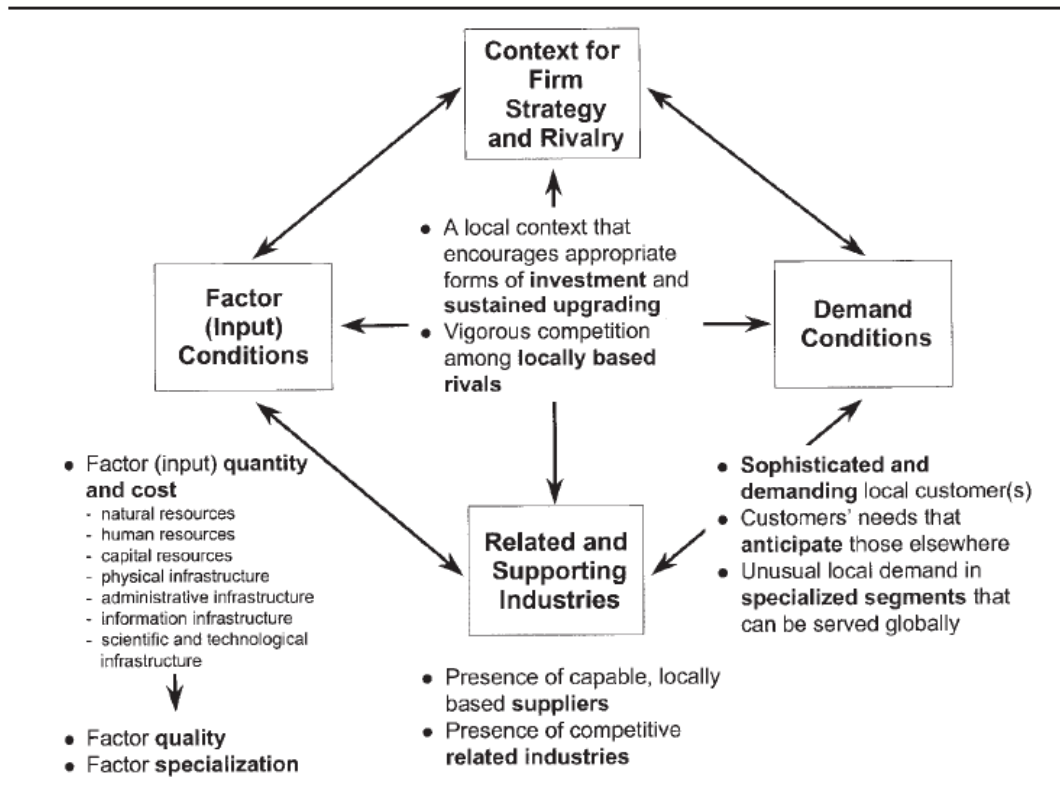 Context for
Firm
Strategy
and Rivalry
● A local context that
encourages appropriate
forms of investment and
sustained upgrading
● Vigorous competition
among locally based
rivals
Factor
(Input)
Conditions
Demand
Conditions
● Factor (input) quantity
and cost
- natural resources
- human resources
- capital resources
- physical infrastructure
- administrative infrastructure
- information infrastructure
- scientific and technological
infrastructure
● Factor quality
● Factor specialization
Related and
Supporting
Industries
● Presence of capable, locally
based suppliers
● Presence of competitive
related industries
● Sophisticated and
demanding local customer(s)
● Customers' needs that
anticipate those elsewhere
● Unusual local demand in
specialized segments that
can be served globally